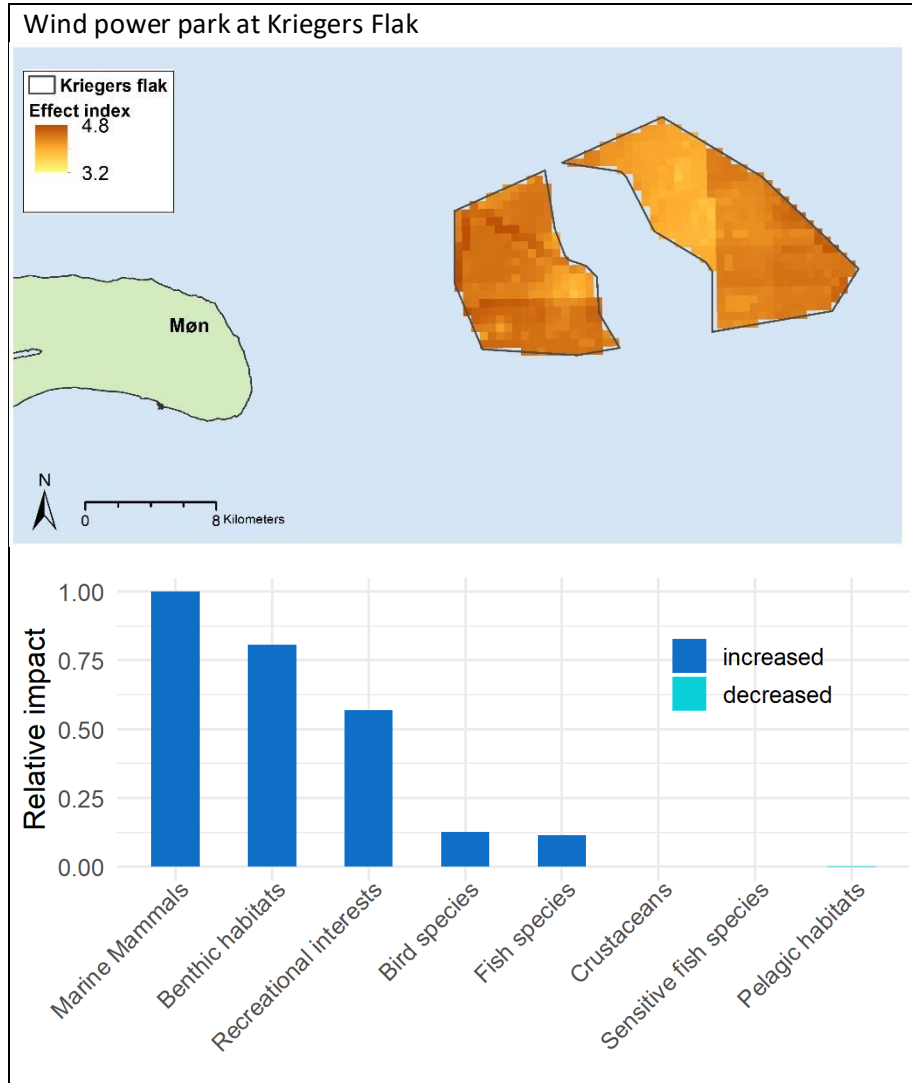 Wind power park at Kriegers Flak
Kriegers flak
Effect index
4.8
3.2
Møn
N
0 8 Kilometers
Relative impact
1.00
0.75
0.50
0.25
0.00
increased
decreased
Marine Mammals
Benthic habitats
Recreational interests
Bird species
Fish species
Crustaceans
Sensitive fish species
Pelagic habitats